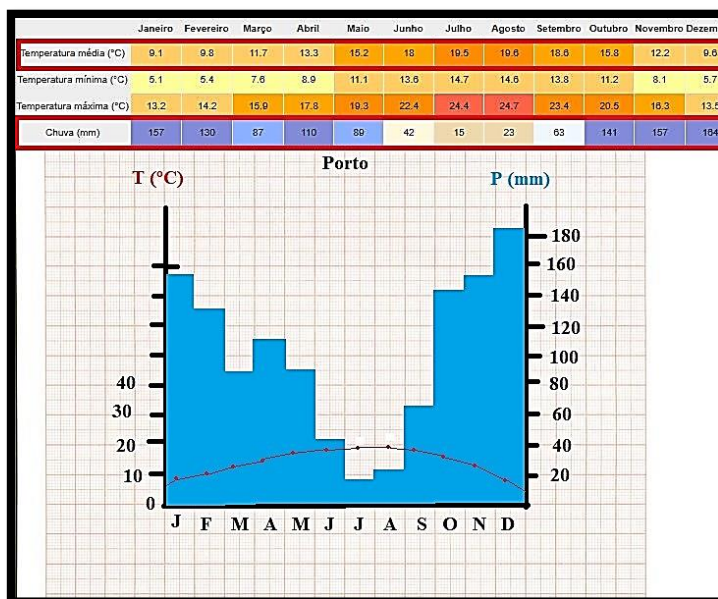 Janeiro Fevereiro Março Abril Maio Junho Julho Agosto Setembro Outubro Novembro Dezem
Temperatura média (°C) 9.1 9.8 11.7 13.3 15.2 18 19.5 19.6 18.6 15.8 12.2 9.6
Temperatura mínima (°C) 5.1 5.4 7.6 8.9 11.1 13.6 14.7 14.6 13.8 11.2 8.1 5.7
Temperatura máxima (°C) 13.2 14.2 15.9 17.8 19.3 22.4 24.4 24.7 23.4 20.5 16.3 13.5
Chuva (mm) 157 130 87 110 89 42 15 23 63 141 157 164
Porto
T (°C) P (mm)
180
160
140
120
100
40 80
30 60
20 40
10 20
0
J F M A M J J A S O N D